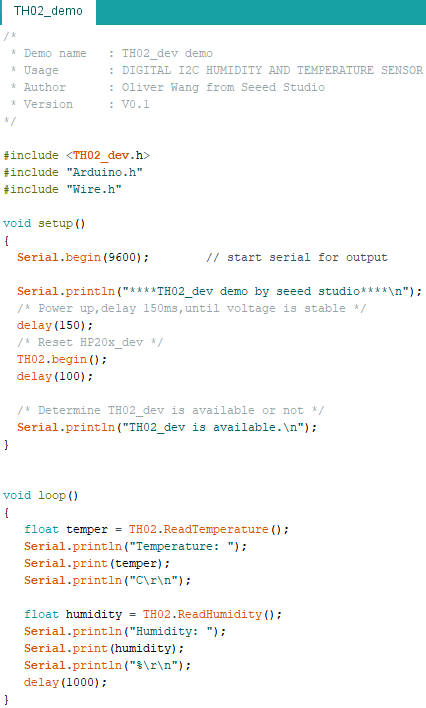 TH02_demo
/*
 * Demo name   : TH02_dev demo
 * Usage       : DIGITAL I2C HUMIDITY AND TEMPERATURE SENSOR
 * Author      : Oliver Wang from Seeed Studio
 * Version     : V0.1
*/

#include <TH02_dev.h>
#include "Arduino.h"
#include "Wire.h"

void setup()
{
  Serial.begin(9600);        // start serial for output

  Serial.println("****TH02_dev demo by seeed studio****\n");
  /* Power up,delay 150ms,until voltage is stable */
  delay(150);
  /* Reset HP20x_dev */
  TH02.begin();
  delay(100);

  /* Determine TH02_dev is available or not */
  Serial.println("TH02_dev is available.\n");
}


void loop()
{
   float temper = TH02.ReadTemperature();
   Serial.println("Temperature: ");
   Serial.print(temper);
   Serial.println("C\r\n");

   float humidity = TH02.ReadHumidity();
   Serial.println("Humidity: ");
   Serial.print(humidity);
   Serial.println("%\r\n");
   delay(1000);
}